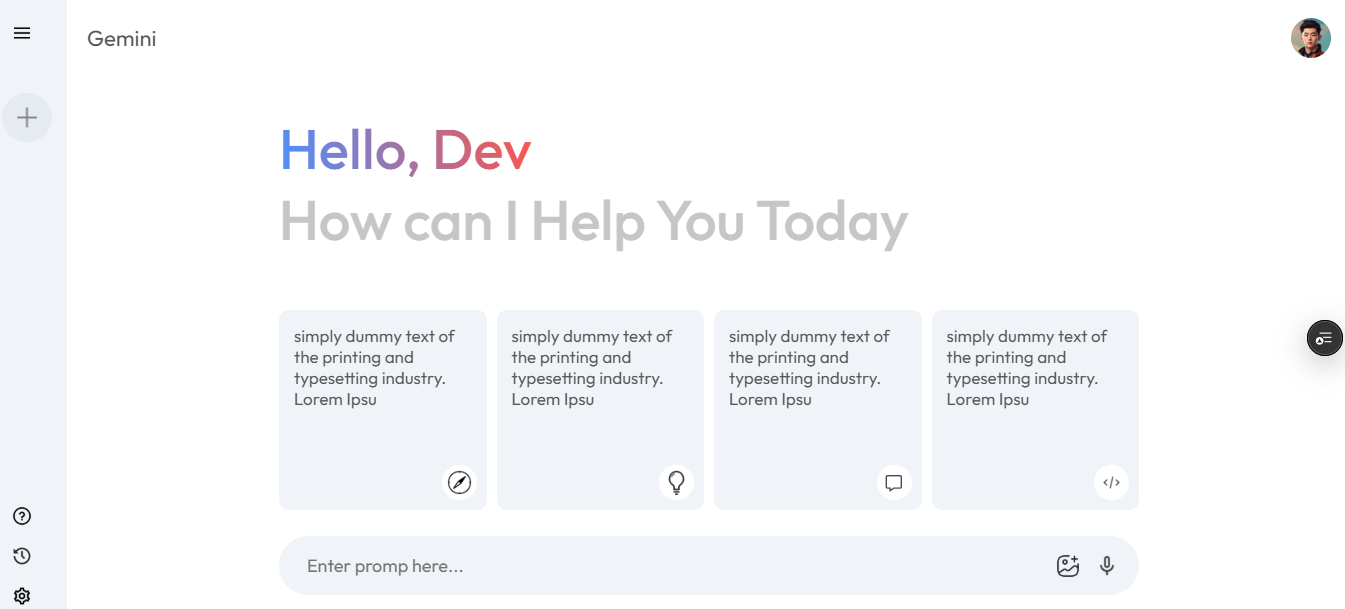 Gemini
Hello, Dev
How can I Help You Today
simply dummy text of
the printing and
typesetting industry.
Lorem Ipsu
simply dummy text of
the printing and
typesetting industry.
Lorem Ipsu
simply dummy text of
the printing and
typesetting industry.
Lorem Ipsu
simply dummy text of
the printing and
typesetting industry.
Lorem Ipsu
Enter promp here...